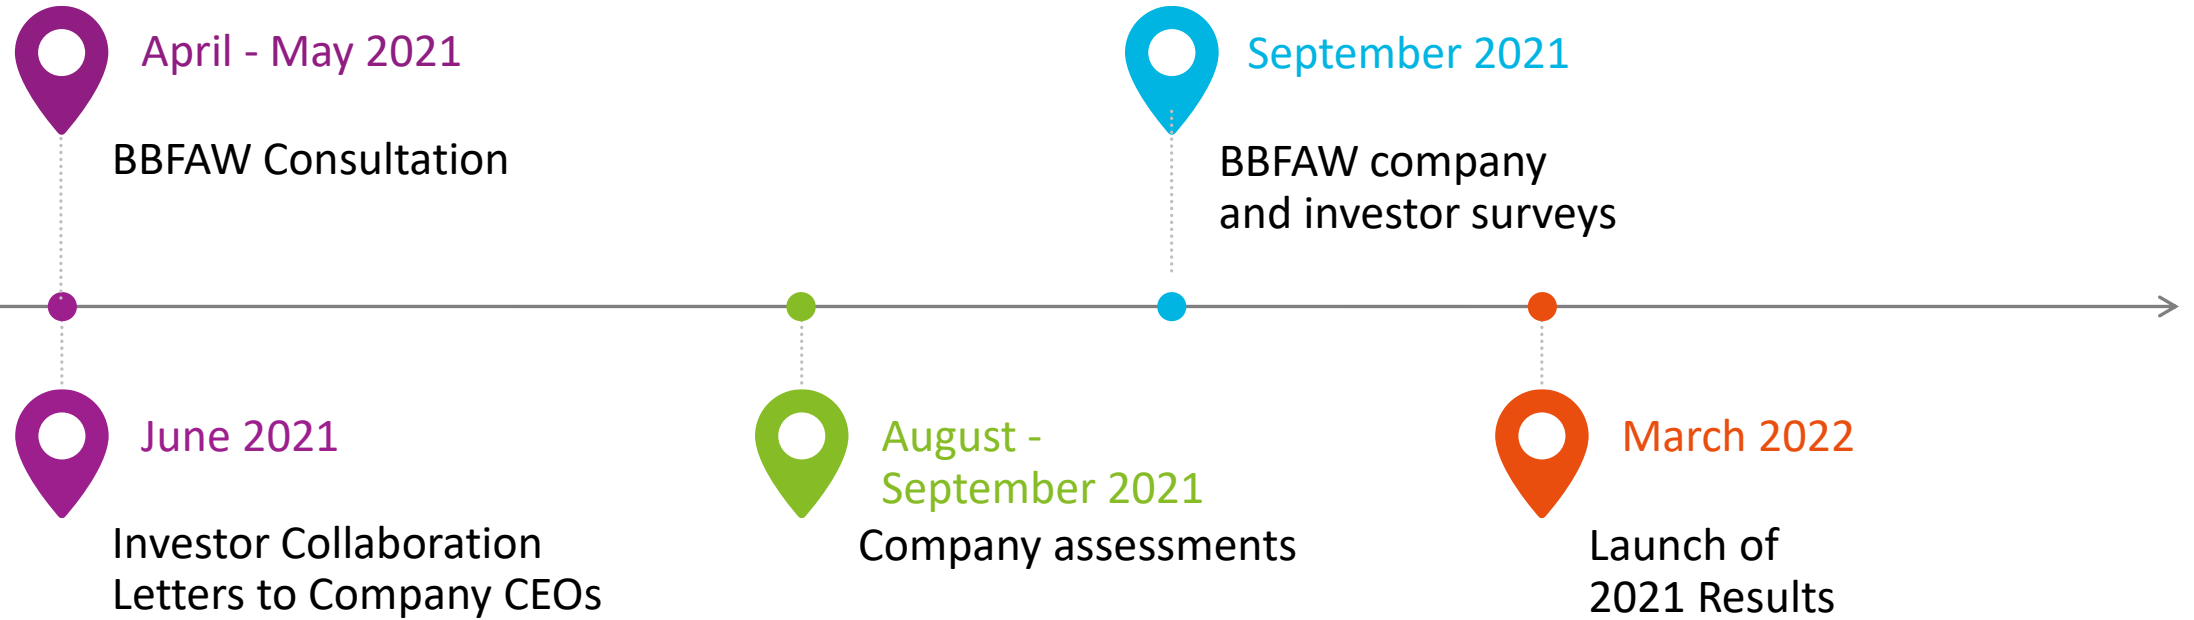 April - May 2021
BBFAW Consultation
September 2021
BBFAW company
and investor surveys
June 2021
Investor Collaboration
Letters to Company CEOs
August -
September 2021
Company assessments
March 2022
Launch of
2021 Results